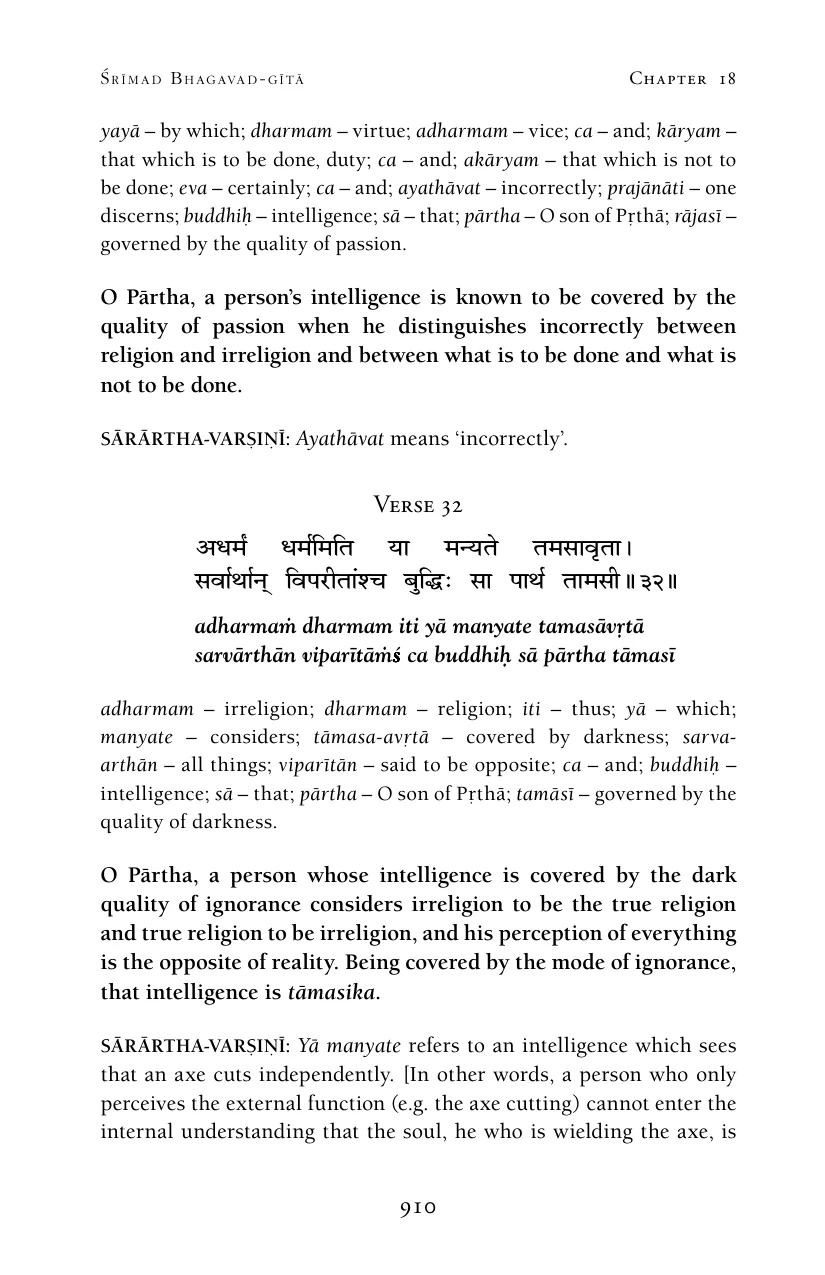 Śrīmad Bhagavad-gītā Chapter 18
yayā – by which; dharmam – virtue; adharmam – vice; ca – and; kāryam –
that which is to be done, duty; ca – and; akāryam – that which is not to
be done; eva – certainly; ca – and; ayathāvat – incorrectly; prajānāti – one
discerns; buddhiḥ – intelligence; sā – that; pārtha – O son of Pṛthā; rājasī –
governed by the quality of passion.
O Pārtha, a person’s intelligence is known to be covered by the
quality of passion when he distinguishes incorrectly between
religion and irreligion and between what is to be done and what is
not to be done.
SĀRĀRTHA-VARṢIṆĪ: Ayathāvat means ‘incorrectly’.
Verse 32
अधर्मं धर्ममिति या मन्यते तमसावृता।
सर्वार्थान् विपरीतांश्च बुद्धिः सा पार्थ तामसी॥३२॥
adharmaṁ dharmam iti yā manyate tamasāvṛtā
sarvārthān viparītāṁś ca buddhiḥ sā pārtha tāmasī
adharmam – irreligion; dharmam – religion; iti – thus; yā – which;
manyate – considers; tāmasa-avṛtā – covered by darkness; sarva-
arthān – all things; viparītān – said to be opposite; ca – and; buddhiḥ –
intelligence; sā – that; pārtha – O son of Pṛthā; tamāsī – governed by the
quality of darkness.
O Pārtha, a person whose intelligence is covered by the dark
quality of ignorance considers irreligion to be the true religion
and true religion to be irreligion, and his perception of everything
is the opposite of reality. Being covered by the mode of ignorance,
that intelligence is tāmasika.
SĀRĀRTHA-VARṢIṆĪ: Yā manyate refers to an intelligence which sees
that an axe cuts independently. [In other words, a person who only
perceives the external function (e.g. the axe cutting) cannot enter the
internal understanding that the soul, he who is wielding the axe, is
910